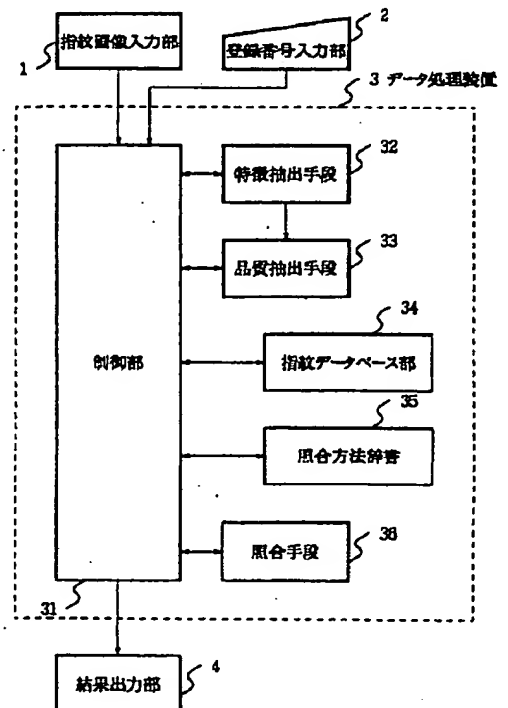 指紋画像入力部
1
登録番号入力部
2
3 データ処理装置
特徴抽出手段
32
品質抽出手段
33
制御部
31
指紋データベース部
34
照合方法辞書
35
照合手段
36
結果出力部
4